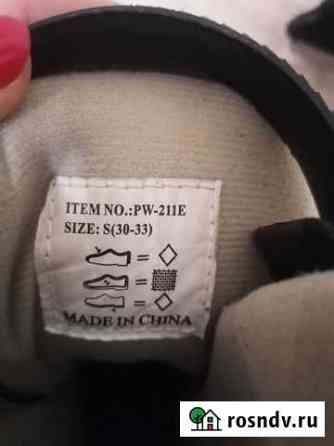 ITEM NO.:PW-211E
SIZE: S(30-33)
=
=
=
MADE IN CHINA
rosndv.ru